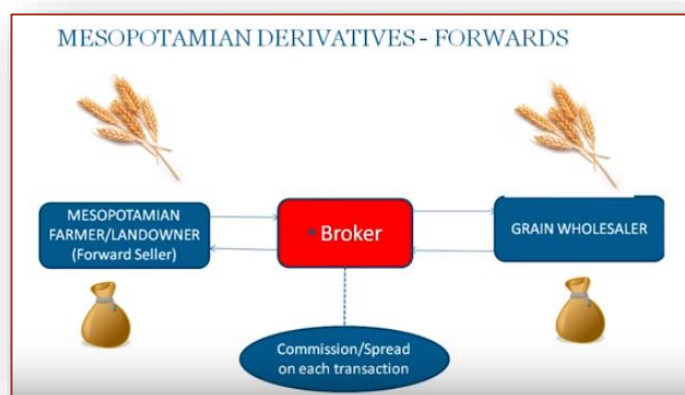 MESOPOTAMIAN DERIVATIVES - FORWARDS
MESOPOTAMIAN
FARMER/LANDOWNER
(Forward Seller)
• Broker
GRAIN WHOLESALER
Commission/Spread
on each transaction